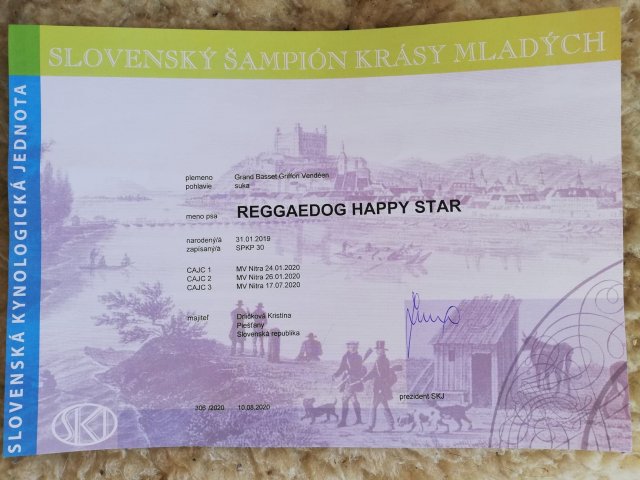 SLOVENSKÝ ŠAMPIÓN KRÁSY MLADÝCH
SLOVENSKÁ KYNOLOGICKÁ JEDNOTA
plemeno Grand Basset Griffon Vendéen
pohlavie suka
meno psa REGGAEDOG HAPPY STAR
narodený/á 31.01.2019
zapísaný/á SPKP 30
CAJC 1 MV Nitra 24.01.2020
CAJC 2 MV Nitra 26.01.2020
CAJC 3 MV Nitra 17.07.2020
majiteľ Drličková Kristína
Piešťany
Slovenská republika
prezident SKJ
306 /2020 10.08.2020
SKJ